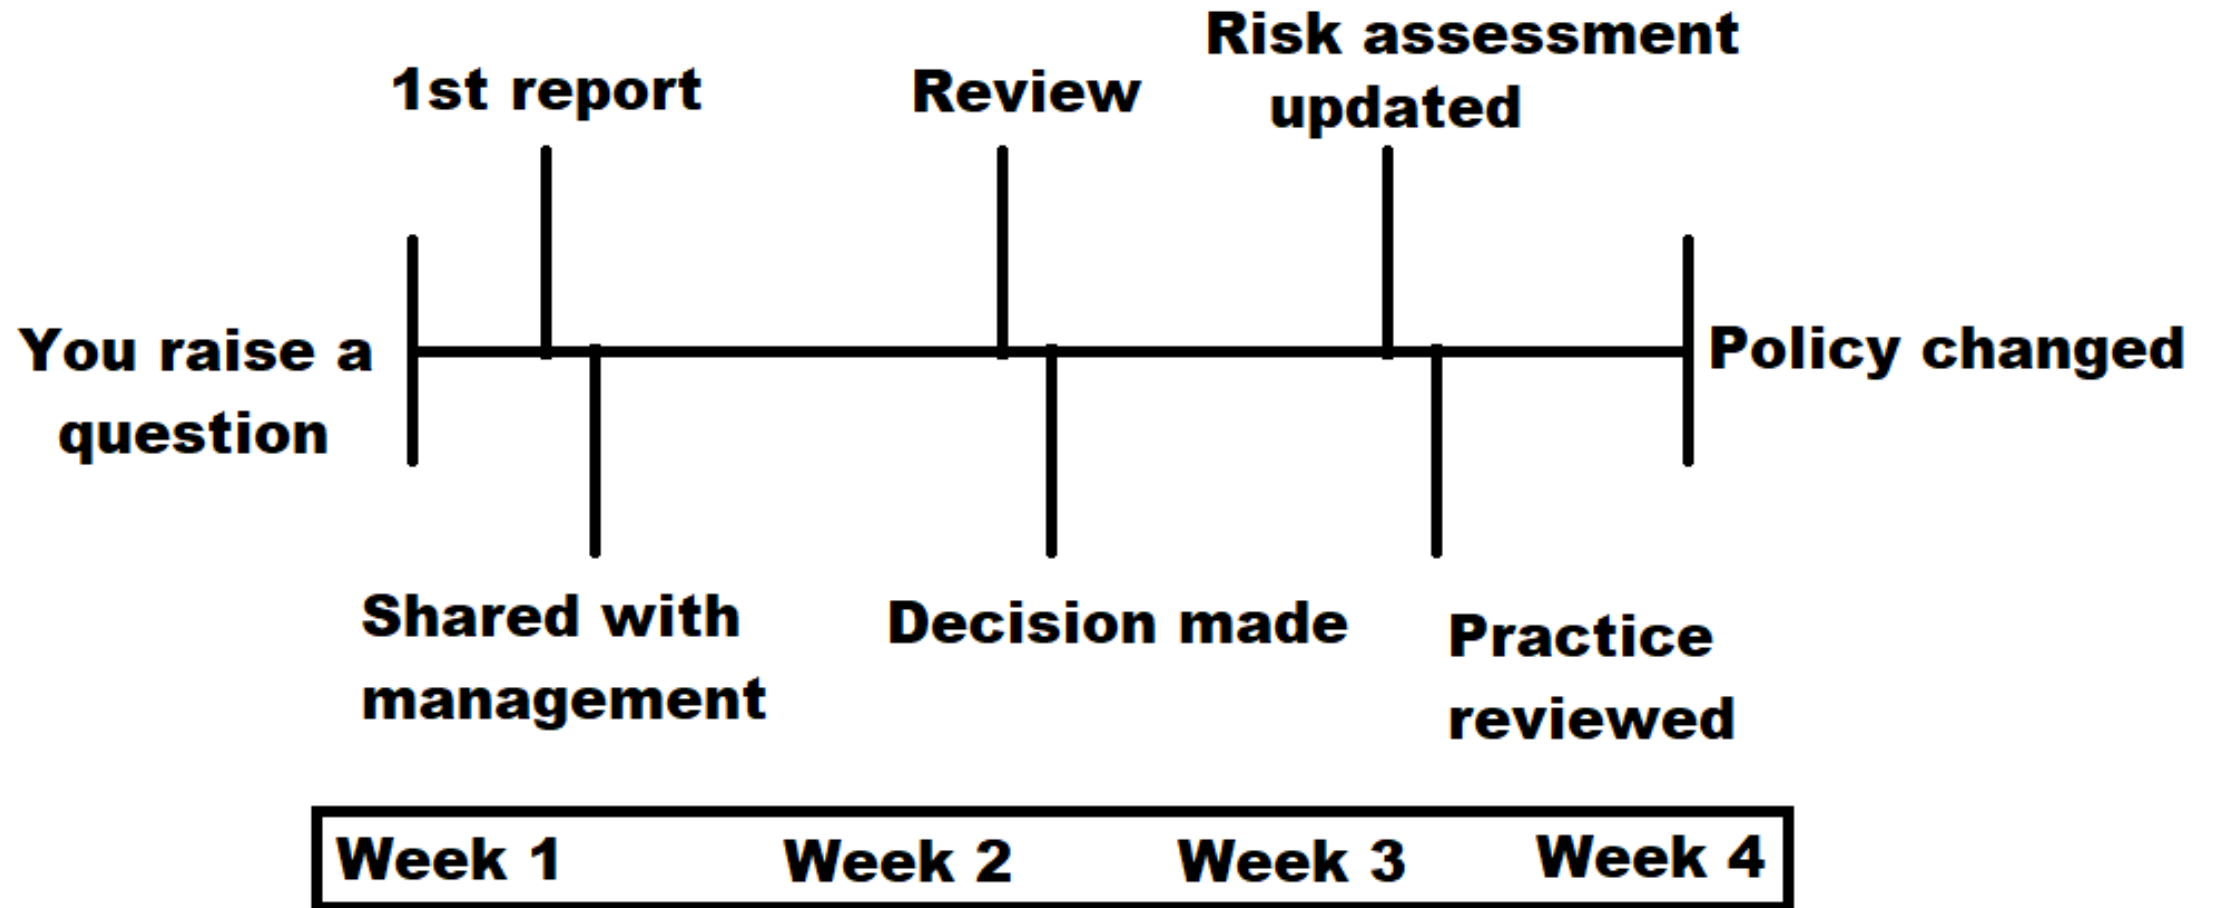 Risk assessment
updated
1st report
Review
You raise a
question
Policy changed
Shared with
management
Decision made
Practice
reviewed
Week 1
Week 2
Week 3
Week 4